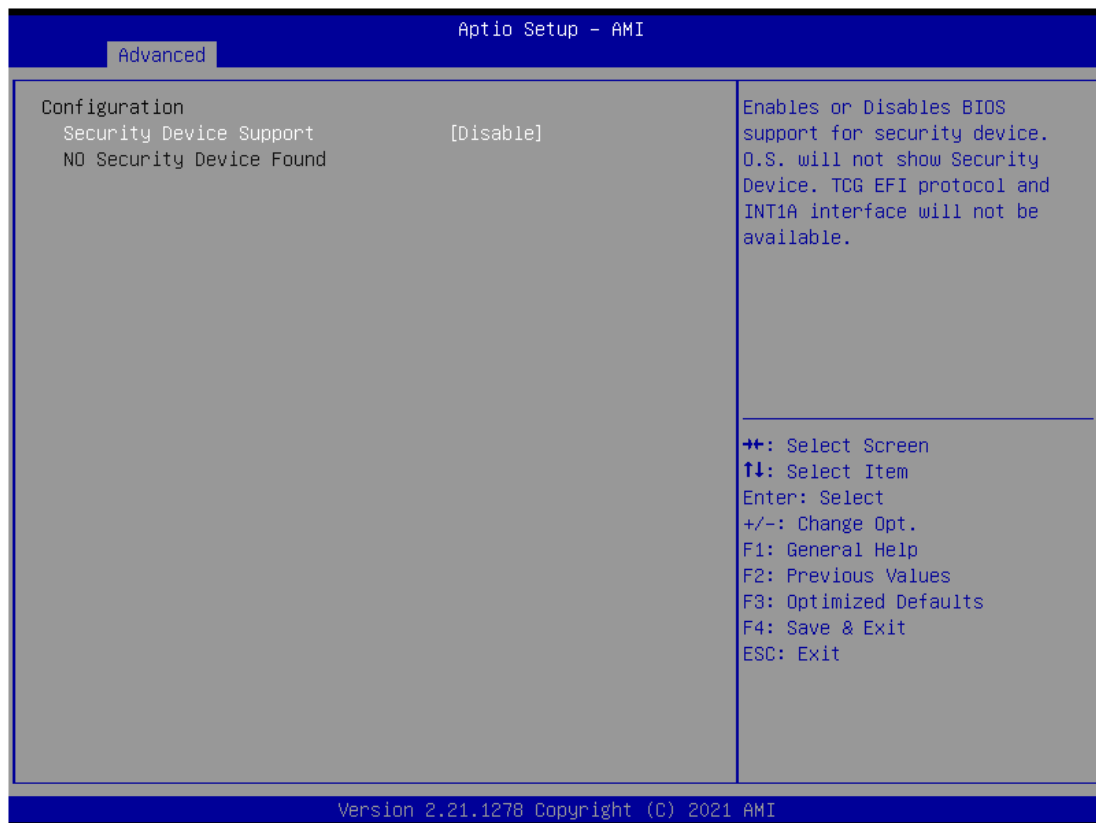 Aptio Setup – AMI
Advanced
Configuration
Security Device Support [Disable]
NO Security Device Found
Enables or Disables BIOS
support for security device.
O.S. will not show Security
Device. TCG EFI protocol and
INT1A interface will not be
available.
→←: Select Screen
↑↓: Select Item
Enter: Select
+/-: Change Opt.
F1: General Help
F2: Previous Values
F3: Optimized Defaults
F4: Save & Exit
ESC: Exit
Version 2.21.1278 Copyright (C) 2021 AMI